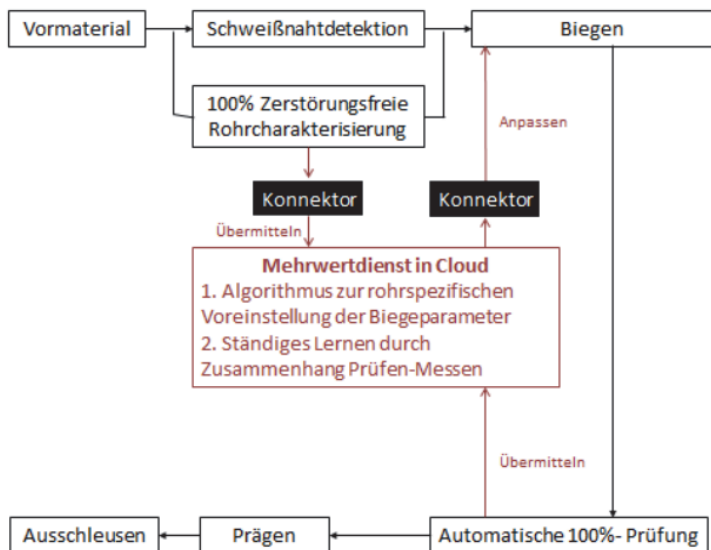 Vormaterial
Schweißnahtdetektion
Biegen
100% Zerstörungsfreie
Rohrcharakterisierung
Anpassen
Konnektor
Konnektor
Übermitteln
Mehrwertdienst in Cloud
1. Algorithmus zur rohrspezifischen
Voreinstellung der Biegeparameter
2. Ständiges Lernen durch
Zusammenhang Prüfen-Messen
Übermitteln
Ausschleusen
Prägen
Automatische 100%- Prüfung